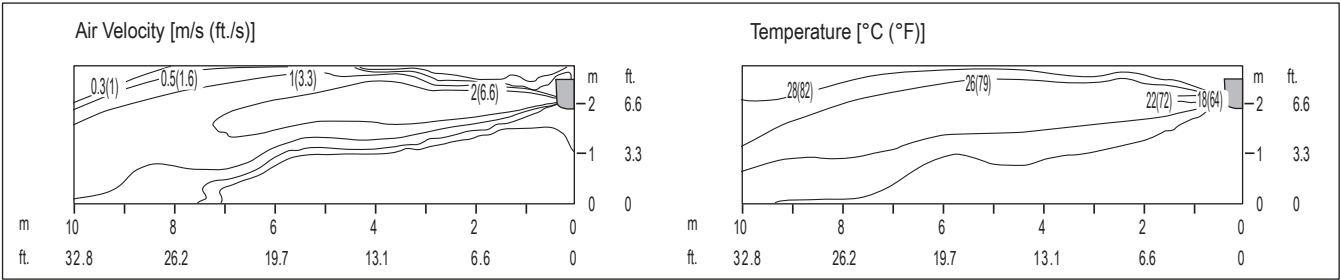 Air Velocity [m/s (ft./s)]
0.3(1)
0.5(1.6)
1(3.3)
2(6.6)
m ft.
2 6.6
1 3.3
0 0
m 10 8 6 4 2 0
ft. 32.8 26.2 19.7 13.1 6.6 0
Temperature [°C (°F)]
28(82)
26(79)
22(72)
18(64)
m ft.
2 6.6
1 3.3
0 0
m 10 8 6 4 2 0
ft. 32.8 26.2 19.7 13.1 6.6 0